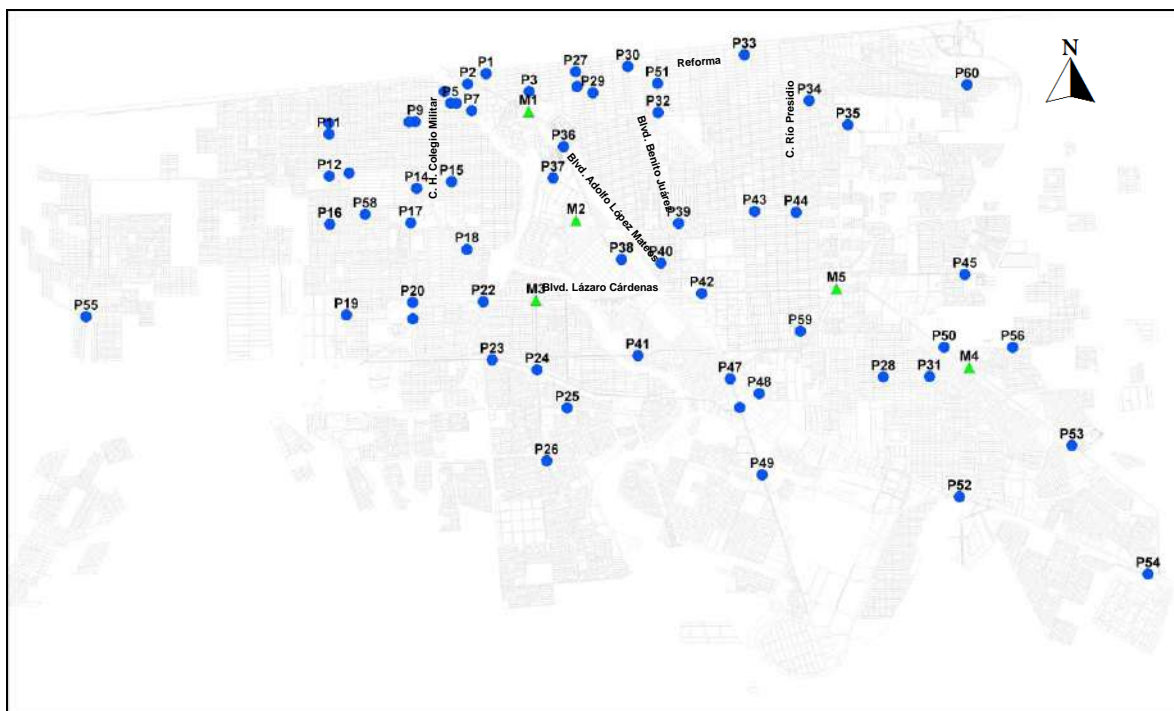 N
P33
P30
Reforma
P27
P1
P51
P60
P2
P3
P29
P34
P5
P7
M1
P32
P35
P9
P11
C. H. Colegio Militar
C. Río Presidio
P36
Blvd. Adolfo López Mateos
Blvd. Benito Juárez
P12
P15
P37
P14
P58
P43
P44
P16
P17
M2
P39
P18
P38
P40
P45
P42
M5
Blvd. Lázaro Cárdenas
P55
P19
P20
P22
M3
P59
P23
P24
P41
P50
P56
M4
P47
P28
P31
P48
P25
P53
P26
P49
P52
P54